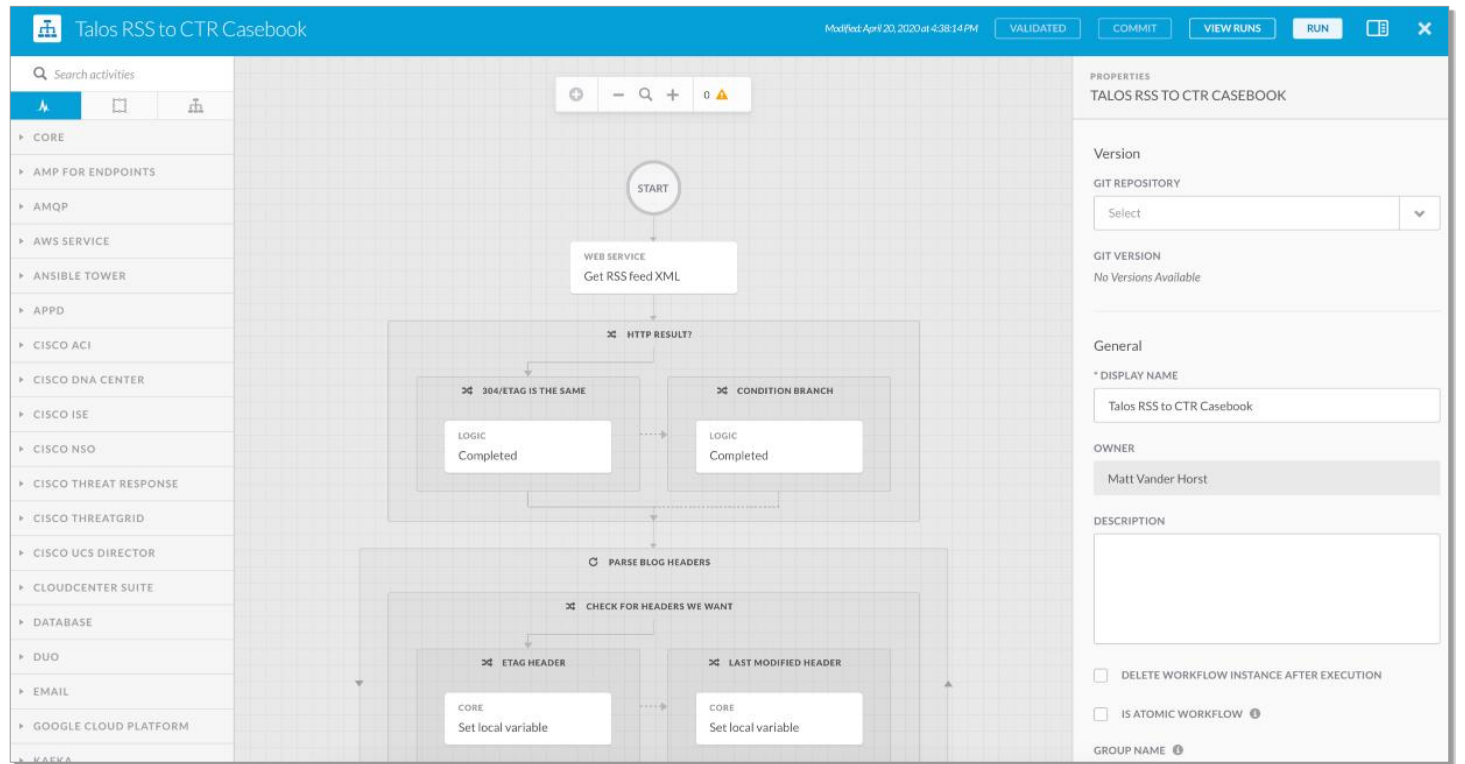 Talos RSS to CTR Casebook
Modified: April 20, 2020 at 4:38:14 PM
VALIDATED
COMMIT
VIEW RUNS
RUN
Search activities
CORE
AMP FOR ENDPOINTS
AMQP
AWS SERVICE
ANSIBLE TOWER
APPD
CISCO ACI
CISCO DNA CENTER
CISCO ISE
CISCO NSO
CISCO THREAT RESPONSE
CISCO THREATGRID
CISCO UCS DIRECTOR
CLOUDCENTER SUITE
DATABASE
DUO
EMAIL
GOOGLE CLOUD PLATFORM
KAFKA
0
START
WEB SERVICE
Get RSS feed XML
HTTP RESULT?
304/ETAG IS THE SAME
LOGIC
Completed
CONDITION BRANCH
LOGIC
Completed
PARSE BLOG HEADERS
CHECK FOR HEADERS WE WANT
ETAG HEADER
CORE
Set local variable
LAST MODIFIED HEADER
CORE
Set local variable
PROPERTIES
TALOS RSS TO CTR CASEBOOK
Version
GIT REPOSITORY
Select
GIT VERSION
No Versions Available
General
* DISPLAY NAME
Talos RSS to CTR Casebook
OWNER
Matt Vander Horst
DESCRIPTION
DELETE WORKFLOW INSTANCE AFTER EXECUTION
IS ATOMIC WORKFLOW
GROUP NAME